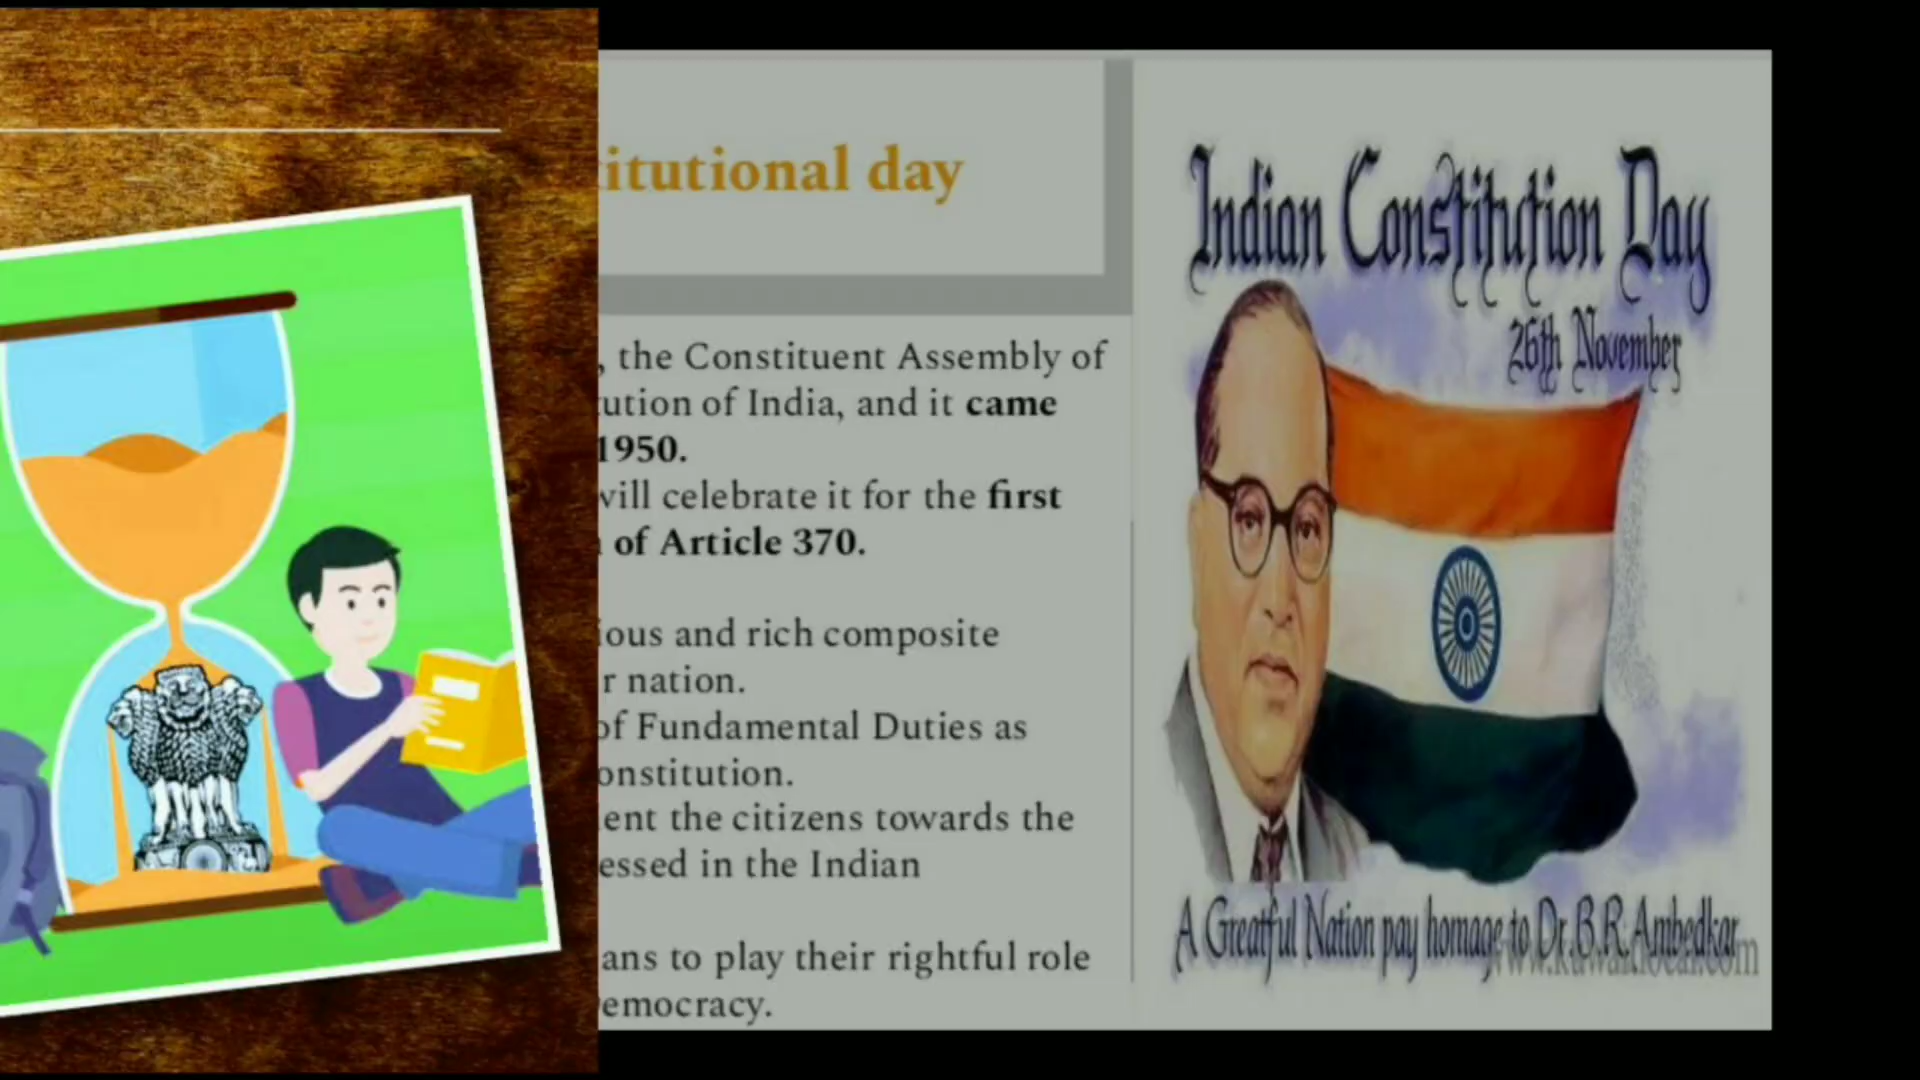 titutional day
, the Constituent Assembly of
ution of India, and it came
1950.
will celebrate it for the first
of Article 370.
ious and rich composite
r nation.
of Fundamental Duties as
onstitution.
ent the citizens towards the
essed in the Indian
ans to play their rightful role
emocracy.
Indian Constitution Day
26th November
A Greatful Nation pay homage to Dr.B.R.Ambedkar